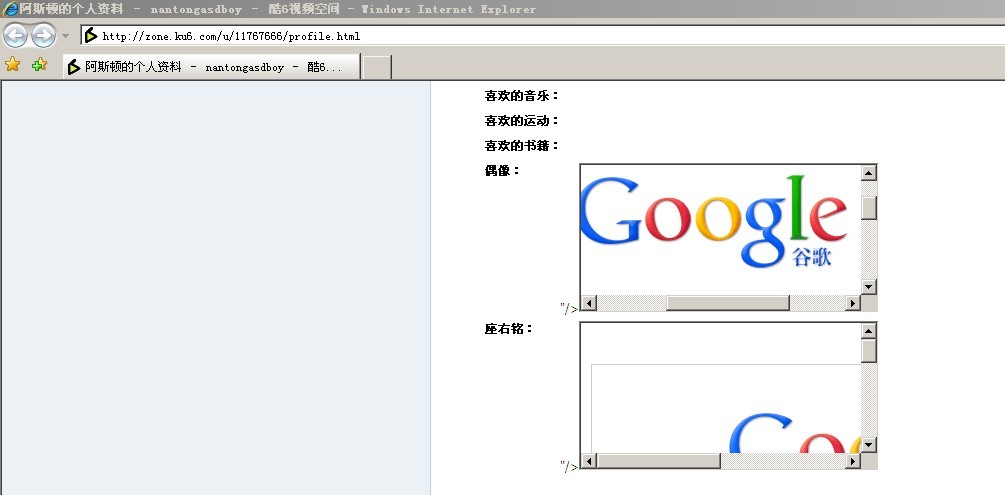 阿斯顿的个人资料 - nantongasdboy - 酷6视频空间 - Windows Internet Explorer
http://zone.ku6.com/u/11767666/profile.html
阿斯顿的个人资料 - nantongasdboy - 酷6...
喜欢的音乐：
喜欢的运动：
喜欢的书籍：
偶像：
Google
谷歌
"/>
座右铭：
Goo
"/>